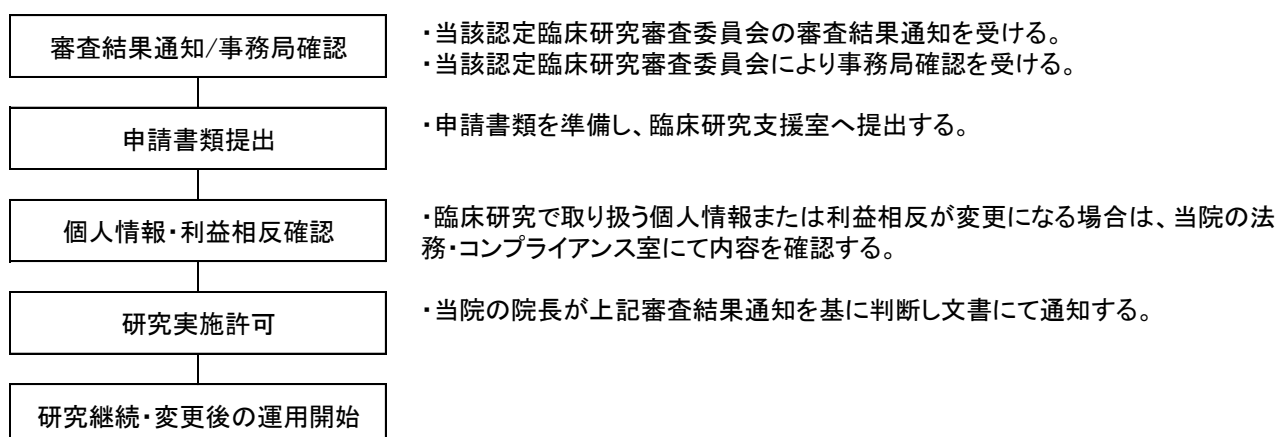 審査結果通知/事務局確認
・当該認定臨床研究審査委員会の審査結果通知を受ける。
・当該認定臨床研究審査委員会により事務局確認を受ける。
申請書類提出
・申請書類を準備し、臨床研究支援室へ提出する。
個人情報・利益相反確認
・臨床研究で取り扱う個人情報または利益相反が変更になる場合は、当院の法
務・コンプライアンス室にて内容を確認する。
研究実施許可
・当院の院長が上記審査結果通知を基に判断し文書にて通知する。
研究継続・変更後の運用開始